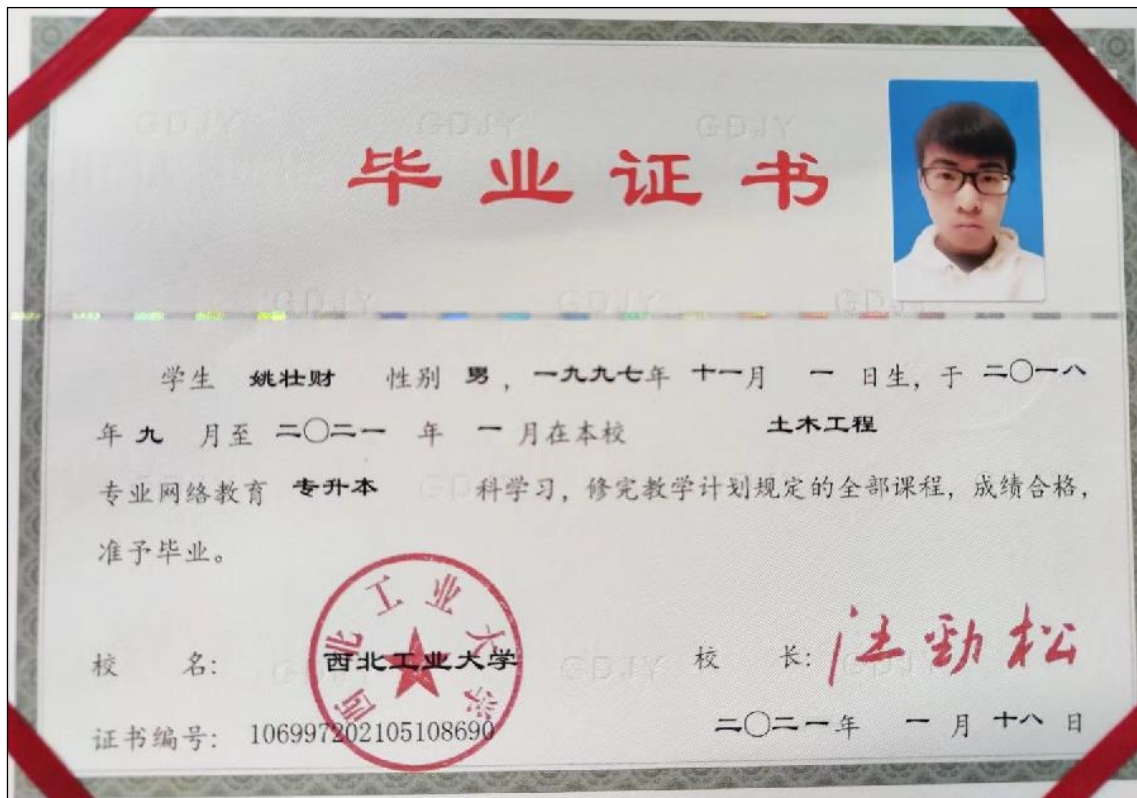 GDJY GDJY GDJY
毕业证书
GDJY GDJY GDJY
学生 姚壮财 性别 男，一九九七年 十一月 一 日生，于 二〇一八
年 九 月至 二〇二一 年 一 月在本校 土木工程
专业网络教育 专升本 科学习，修完教学计划规定的全部课程，成绩合格，
准予毕业。
西北工业大学
校 名： 西北工业大学 校 长：汪劲松
证书编号： 106997202105108690 二〇二一年 一 月 十八 日